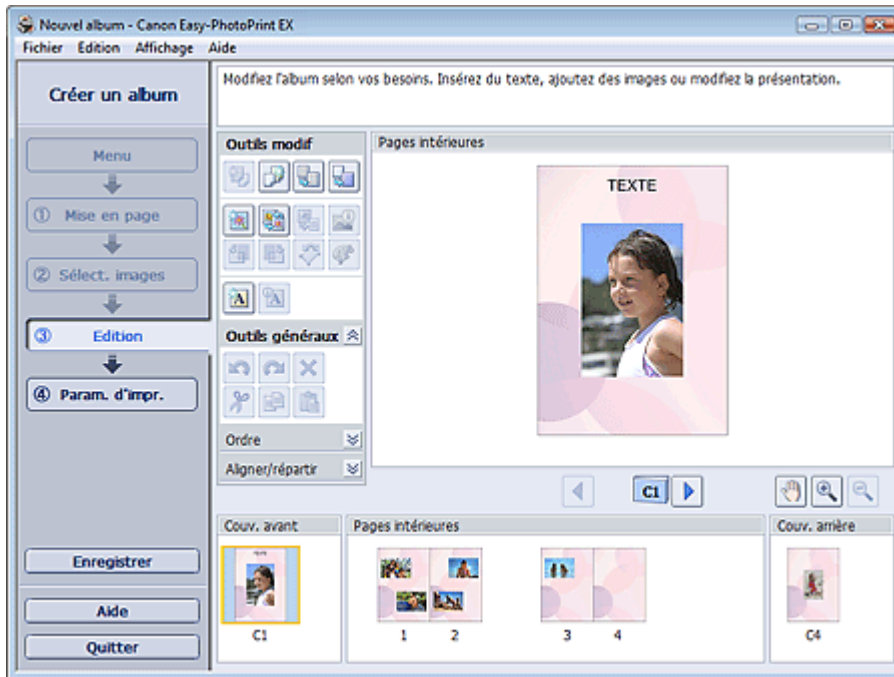 Nouvel album - Canon Easy-PhotoPrint EX
Fichier Edition Affichage Aide
Créer un album
Modifiez l'album selon vos besoins. Insérez du texte, ajoutez des images ou modifiez la présentation.
Menu
① Mise en page
② Sélect. images
③ Edition
④ Param. d'impr.
Enregistrer
Aide
Quitter
Outils modif
Outils généraux
Ordre
Aligner/répartir
Pages intérieures
TEXTE
C1
Couv. avant
TEXTE
C1
Pages intérieures
1 2 3 4
Couv. arrière
C4